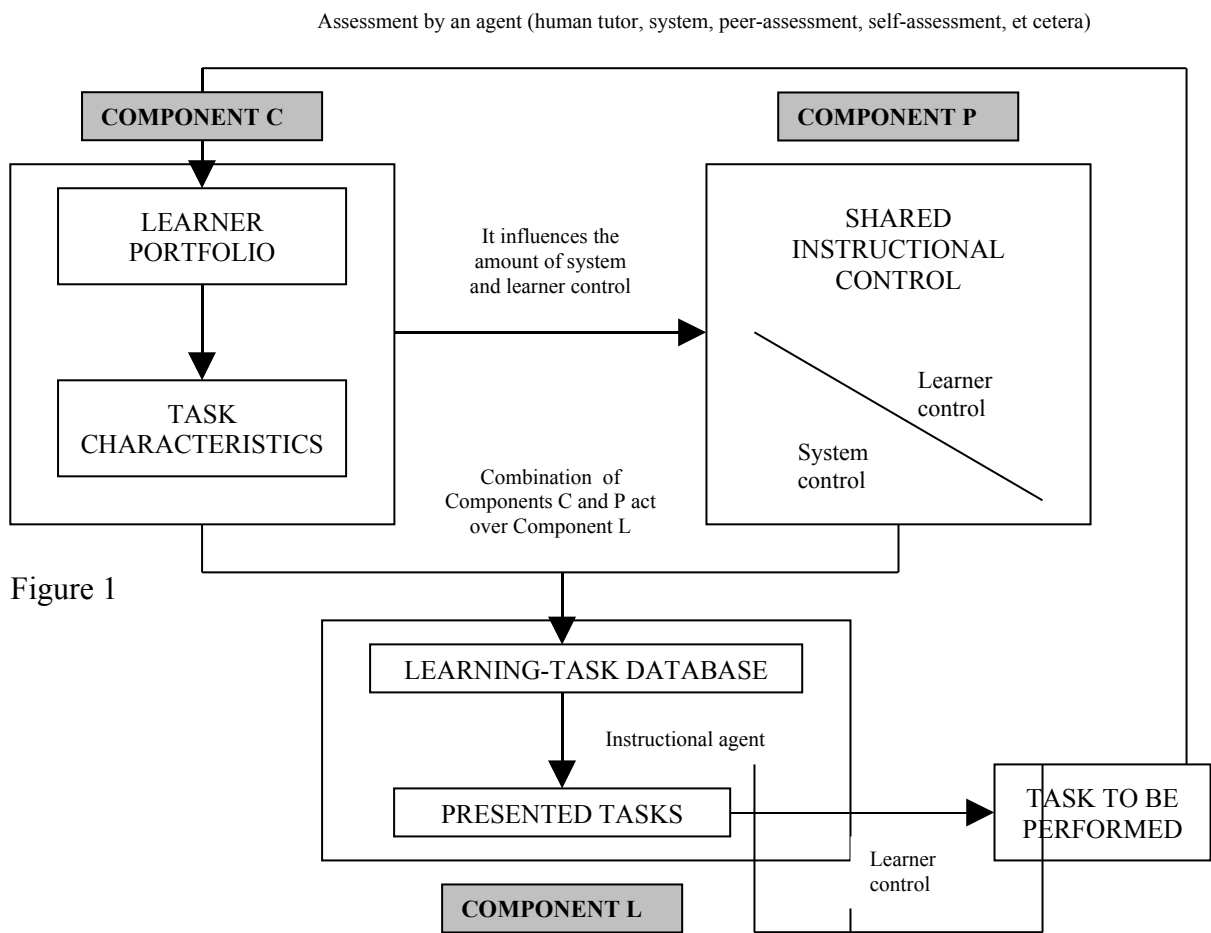 Assessment by an agent (human tutor, system, peer-assessment, self-assessment, et cetera)
COMPONENT C
COMPONENT P
LEARNER
PORTFOLIO
It influences the
amount of system
and learner control
SHARED
INSTRUCTIONAL
CONTROL
Learner
control
System
control
TASK
CHARACTERISTICS
Combination of
Components C and P act
over Component L
Figure 1
LEARNING-TASK DATABASE
Instructional agent
PRESENTED TASKS
TASK TO BE
PERFORMED
Learner
control
COMPONENT L